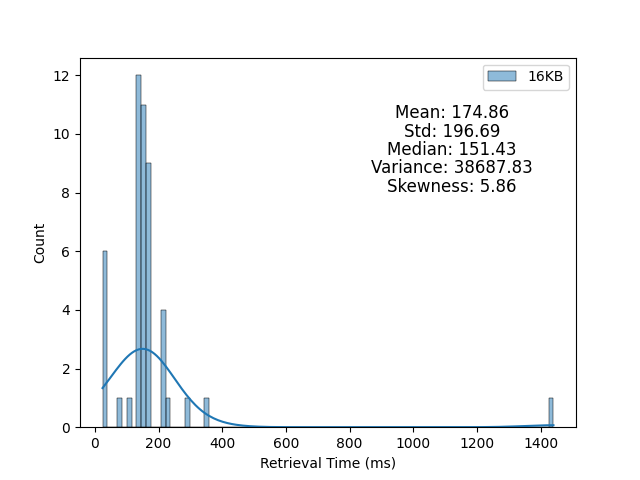 16KB
Mean: 174.86
Std: 196.69
Median: 151.43
Variance: 38687.83
Skewness: 5.86
12
10
8
6
4
2
0
Count
0 200 400 600 800 1000 1200 1400
Retrieval Time (ms)